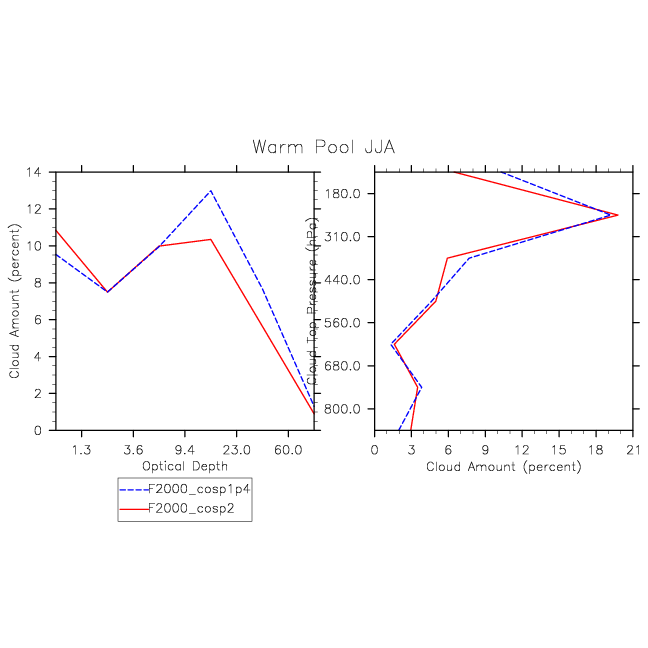 Warm Pool JJA
Cloud Amount (percent)
14
12
10
8
6
4
2
0
1.3 3.6 9.4 23.0 60.0
Optical Depth
F2000_cosp1p4
F2000_cosp2
Cloud Top Pressure (hPa)
180.0
310.0
440.0
560.0
680.0
800.0
0 3 6 9 12 15 18 21
Cloud Amount (percent)